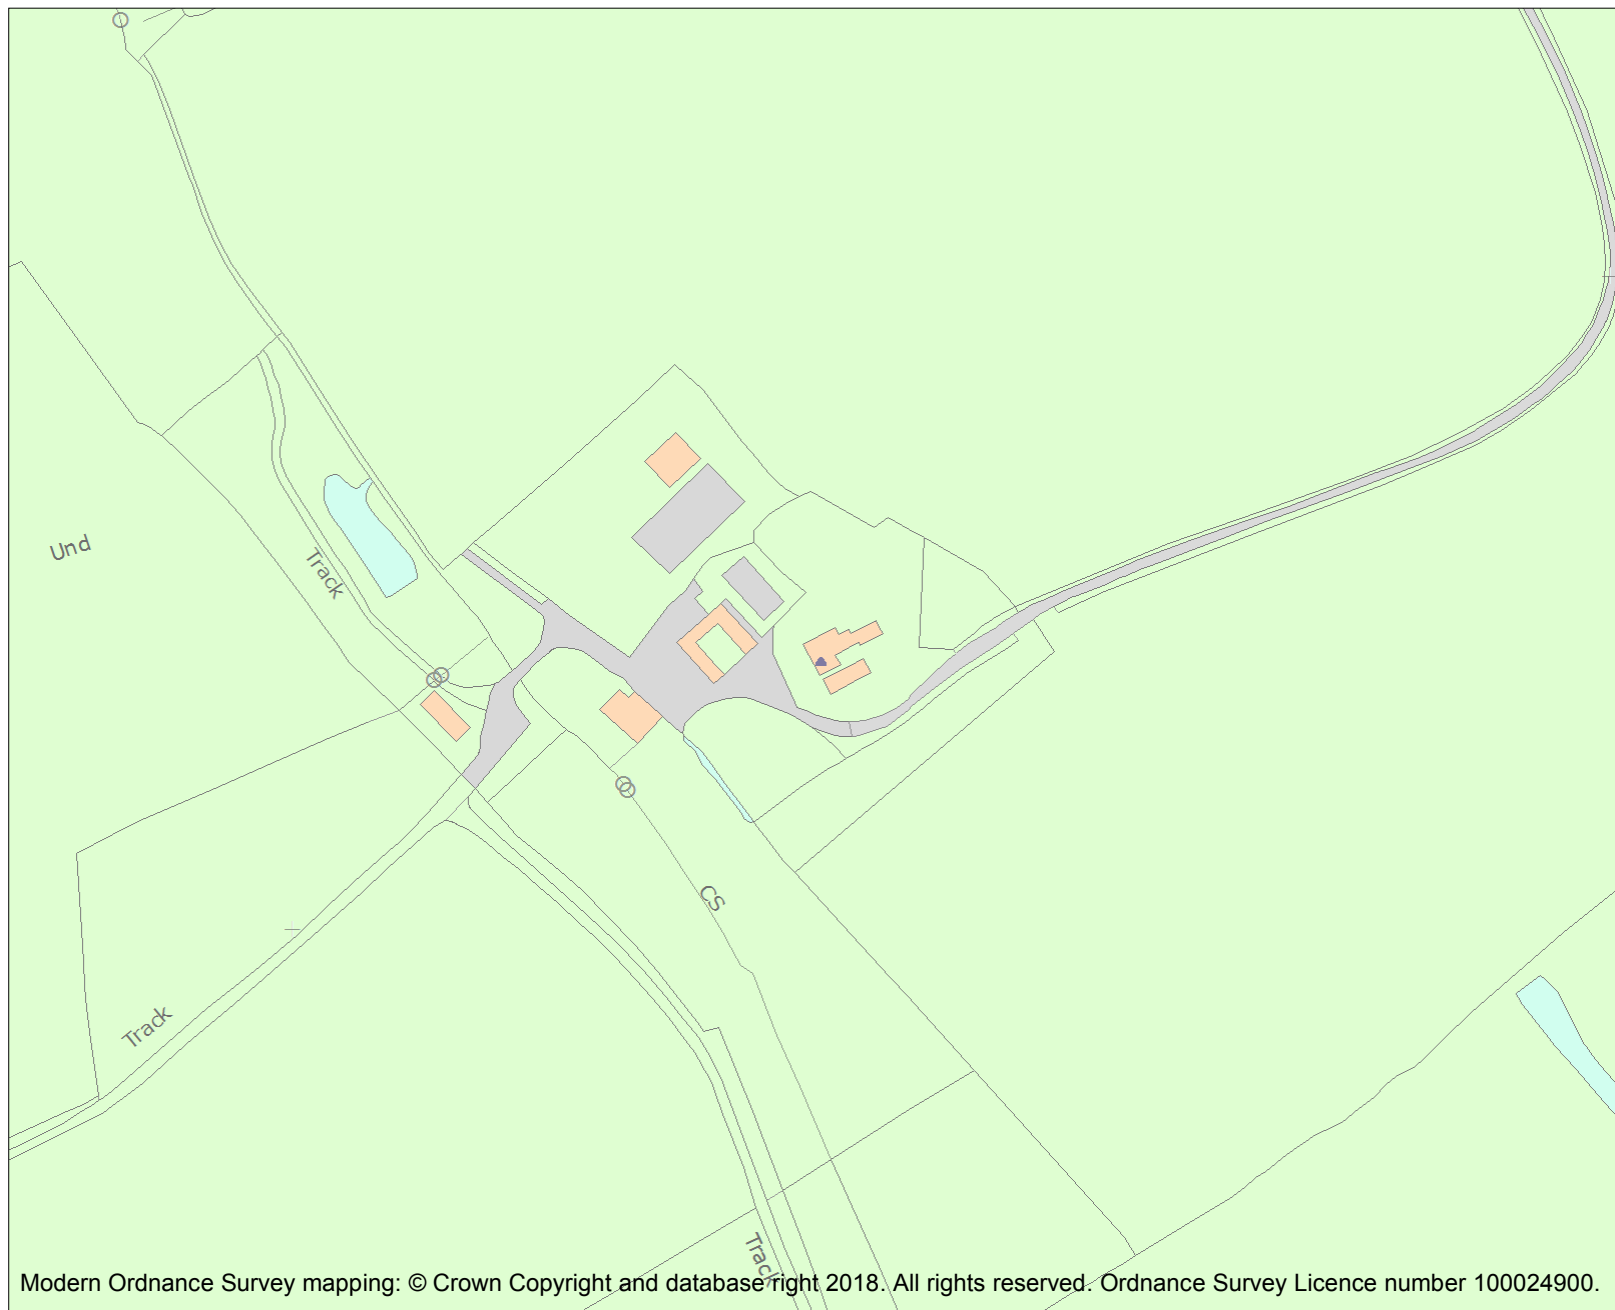 Und
Track
CS
Track
Track
Modern Ordnance Survey mapping: © Crown Copyright and database right 2018. All rights reserved. Ordnance Survey Licence number 100024900.